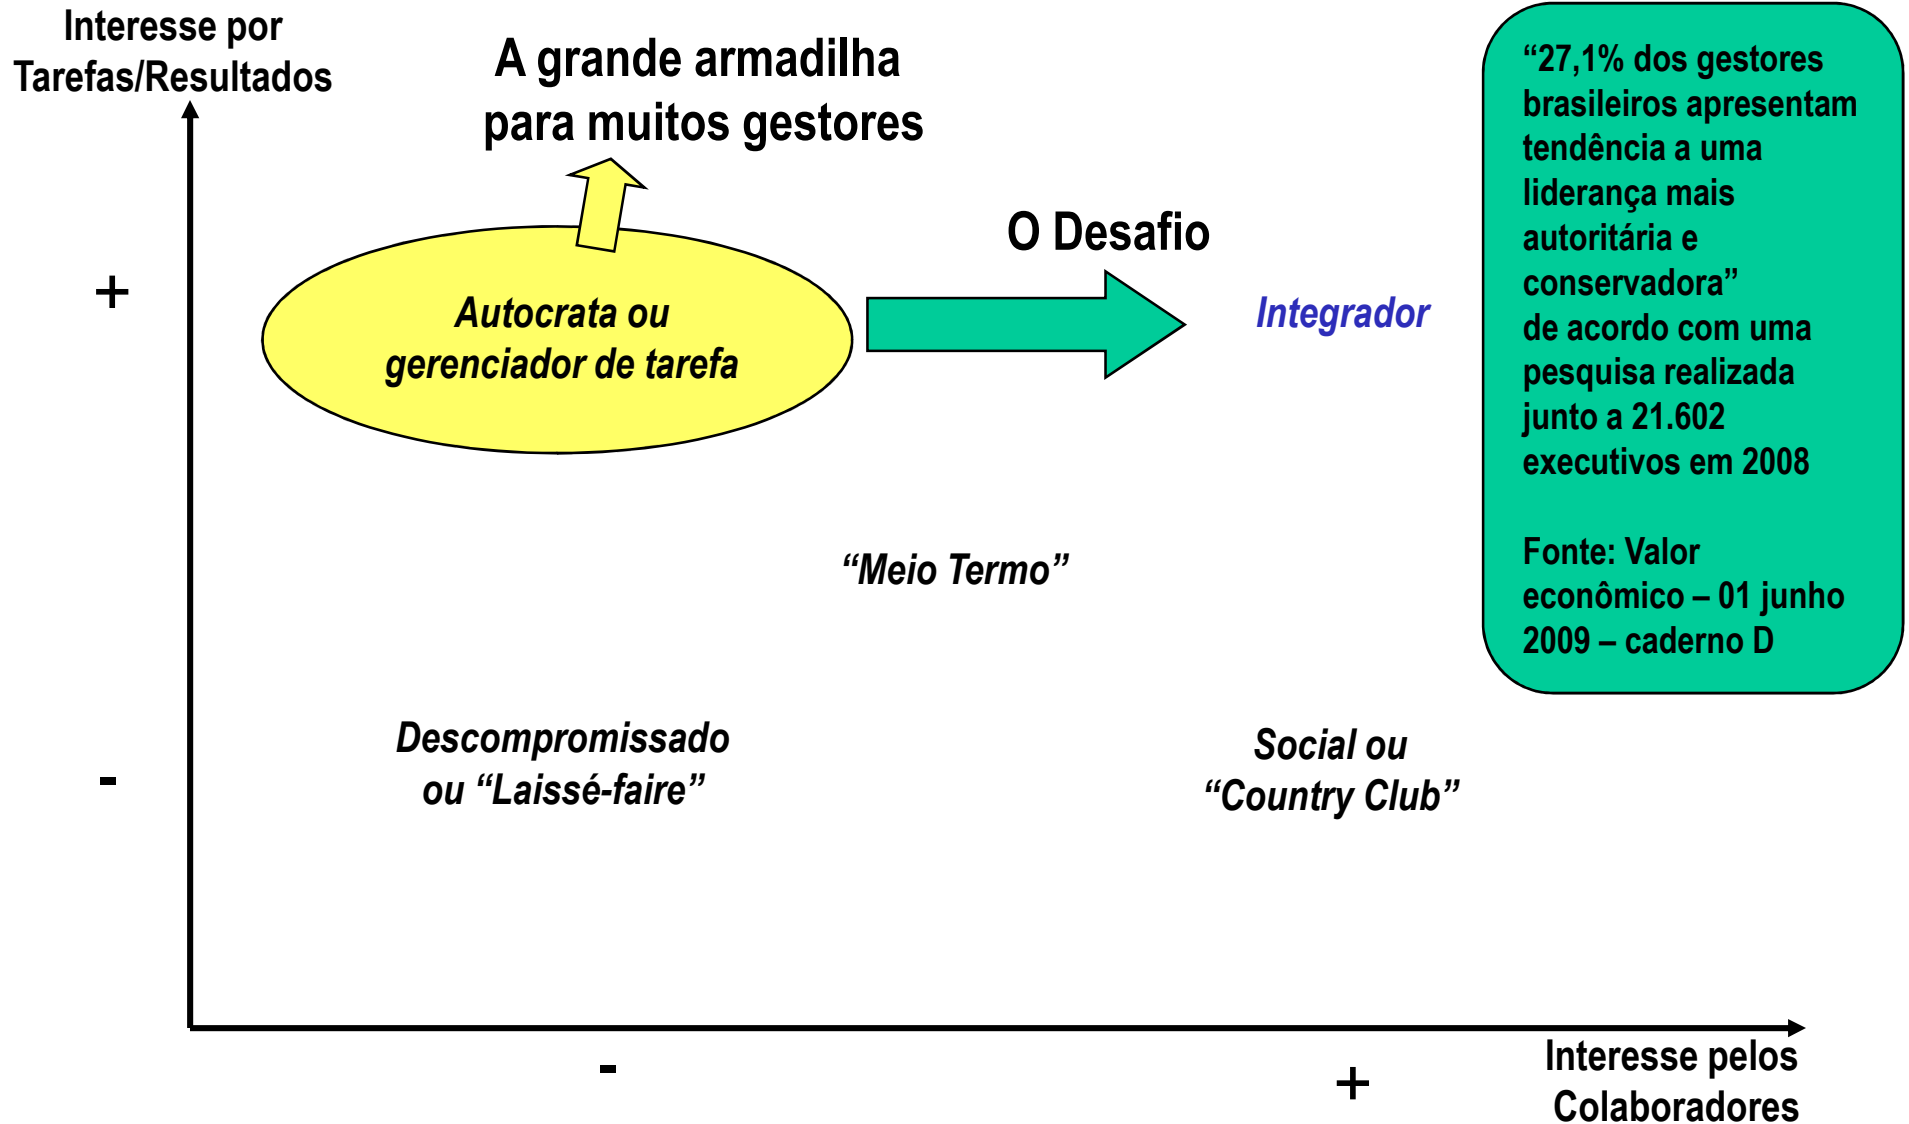 Interesse por
Tarefas/Resultados
A grande armadilha
para muitos gestores
O Desafio
+
Autocrata ou
gerenciador de tarefa
Integrador
“27,1% dos gestores
brasileiros apresentam
tendência a uma
liderança mais
autoritária e
conservadora”
de acordo com uma
pesquisa realizada
junto a 21.602
executivos em 2008
Fonte: Valor
econômico – 01 junho
2009 – caderno D
“Meio Termo”
-
Descompromissado
ou “Laissé-faire”
Social ou
“Country Club”
-
+
Interesse pelos
Colaboradores